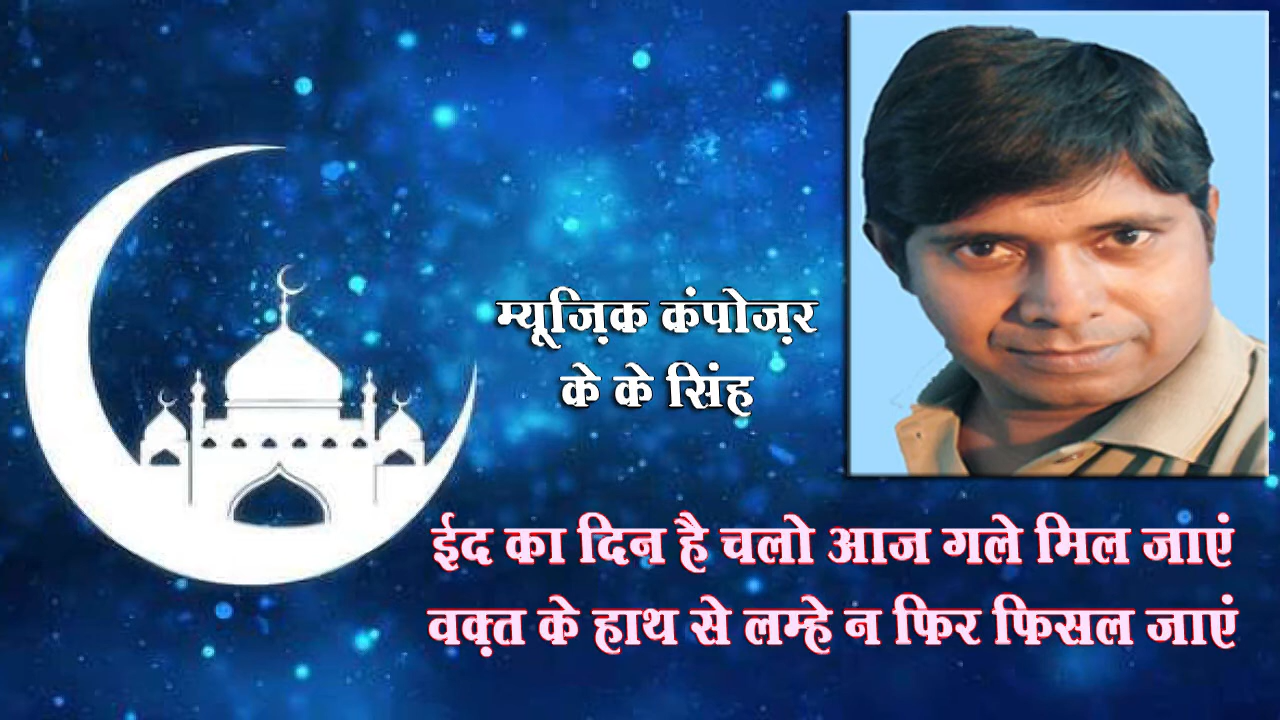 म्यूज़िक़ कंपोज़र
के के सिंह
ईद का दिन है चलो आज गले मिल जाएं
वक़्त के हाथ से लम्हे न फिर फिसल जाएं